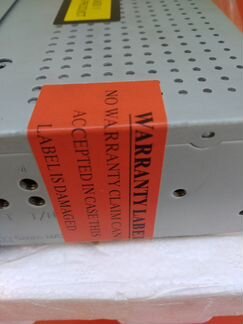 WARRANTY LABEL
NO WARRANTY CLAIM CAN
ACCEPTED IN CASE THIS
LABEL IS DAMAGED